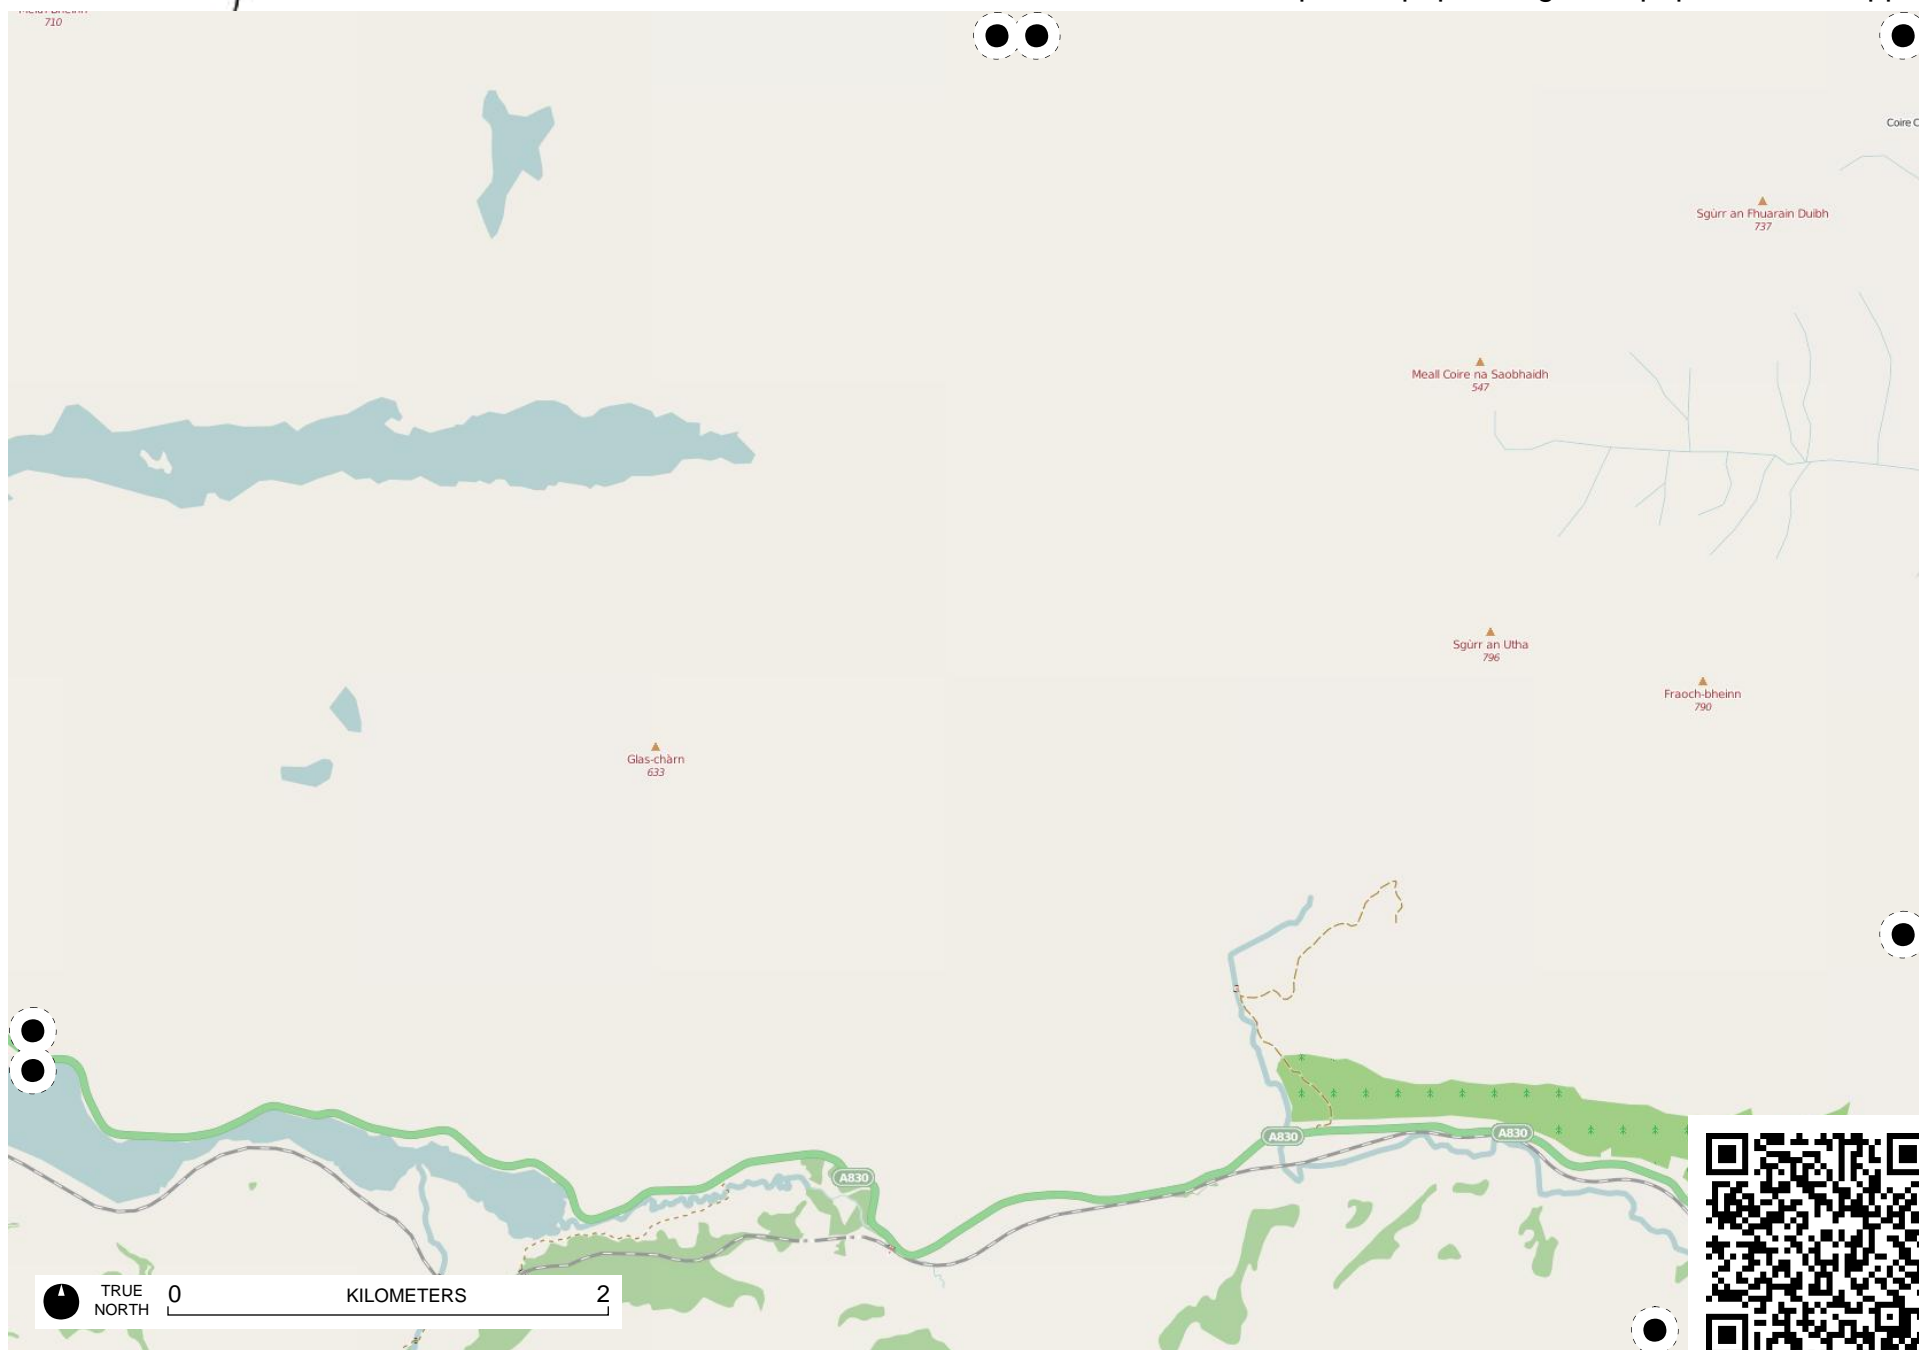 710
Coire
Sgùrr an Fhuarain Duibh
737
Meall Coire na Saobhaidh
547
Sgùrr an Utha
796
Fraoch-bheinn
790
Glas-chàrn
633
A830
A830
A830
TRUE
NORTH
0
KILOMETERS
2